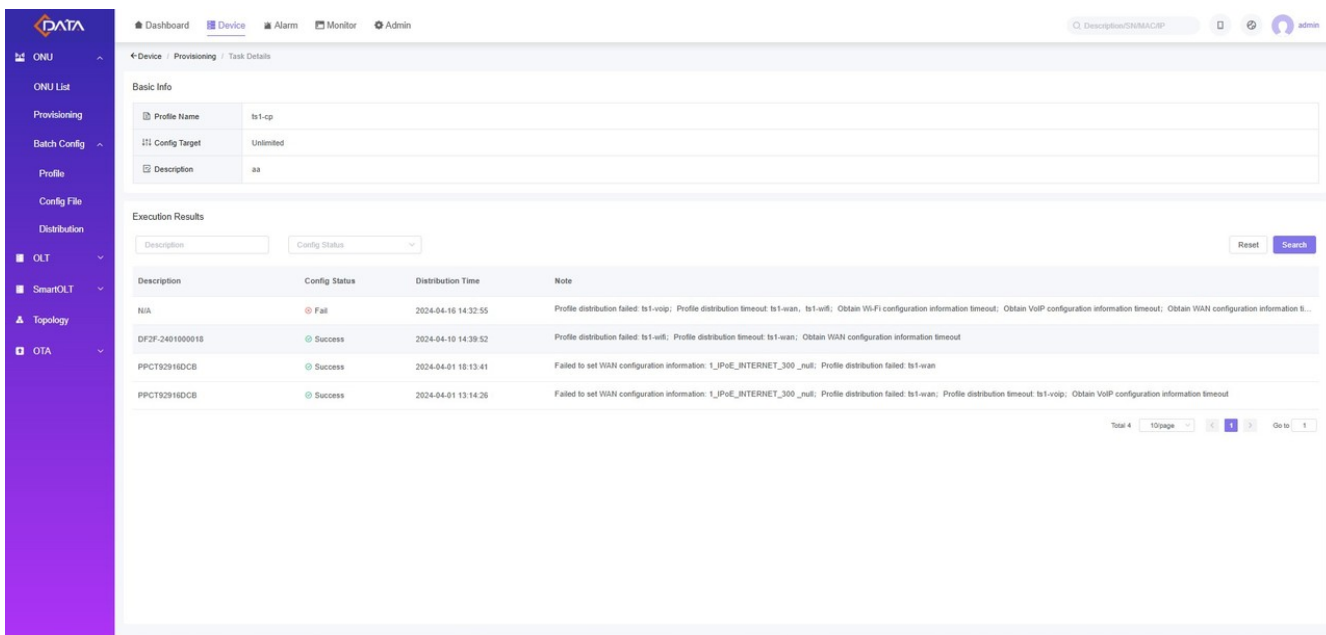 DATA
Dashboard Device Alarm Monitor Admin
Description/SN/MAC/IP
admin
ONU
ONU List
Provisioning
Batch Config
Profile
Config File
Distribution
OLT
SmartOLT
Topology
OTA
Device / Provisioning / Task Details
Basic Info
Profile Name ts1-cp
Config Target Unlimited
Description aa
Execution Results
Description Config Status Reset Search
Description Config Status Distribution Time Note
N/A Fail 2024-04-16 14:32:55 Profile distribution failed: ts1-voip; Profile distribution timeout: ts1-wan, ts1-wifi; Obtain Wi-Fi configuration information timeout; Obtain VoIP configuration information timeout; Obtain WAN configuration information ti...
DF2F-2401000018 Success 2024-04-10 14:39:52 Profile distribution failed: ts1-wifi; Profile distribution timeout: ts1-wan; Obtain WAN configuration information timeout
PPCT92916DCB Success 2024-04-01 18:13:41 Failed to set WAN configuration information: 1_IPoE_INTERNET_300 _null; Profile distribution failed: ts1-wan
PPCT92916DCB Success 2024-04-01 13:14:26 Failed to set WAN configuration information: 1_IPoE_INTERNET_300 _null; Profile distribution failed: ts1-wan; Profile distribution timeout: ts1-voip; Obtain VoIP configuration information timeout
Total 4 10/page 1 Go to 1